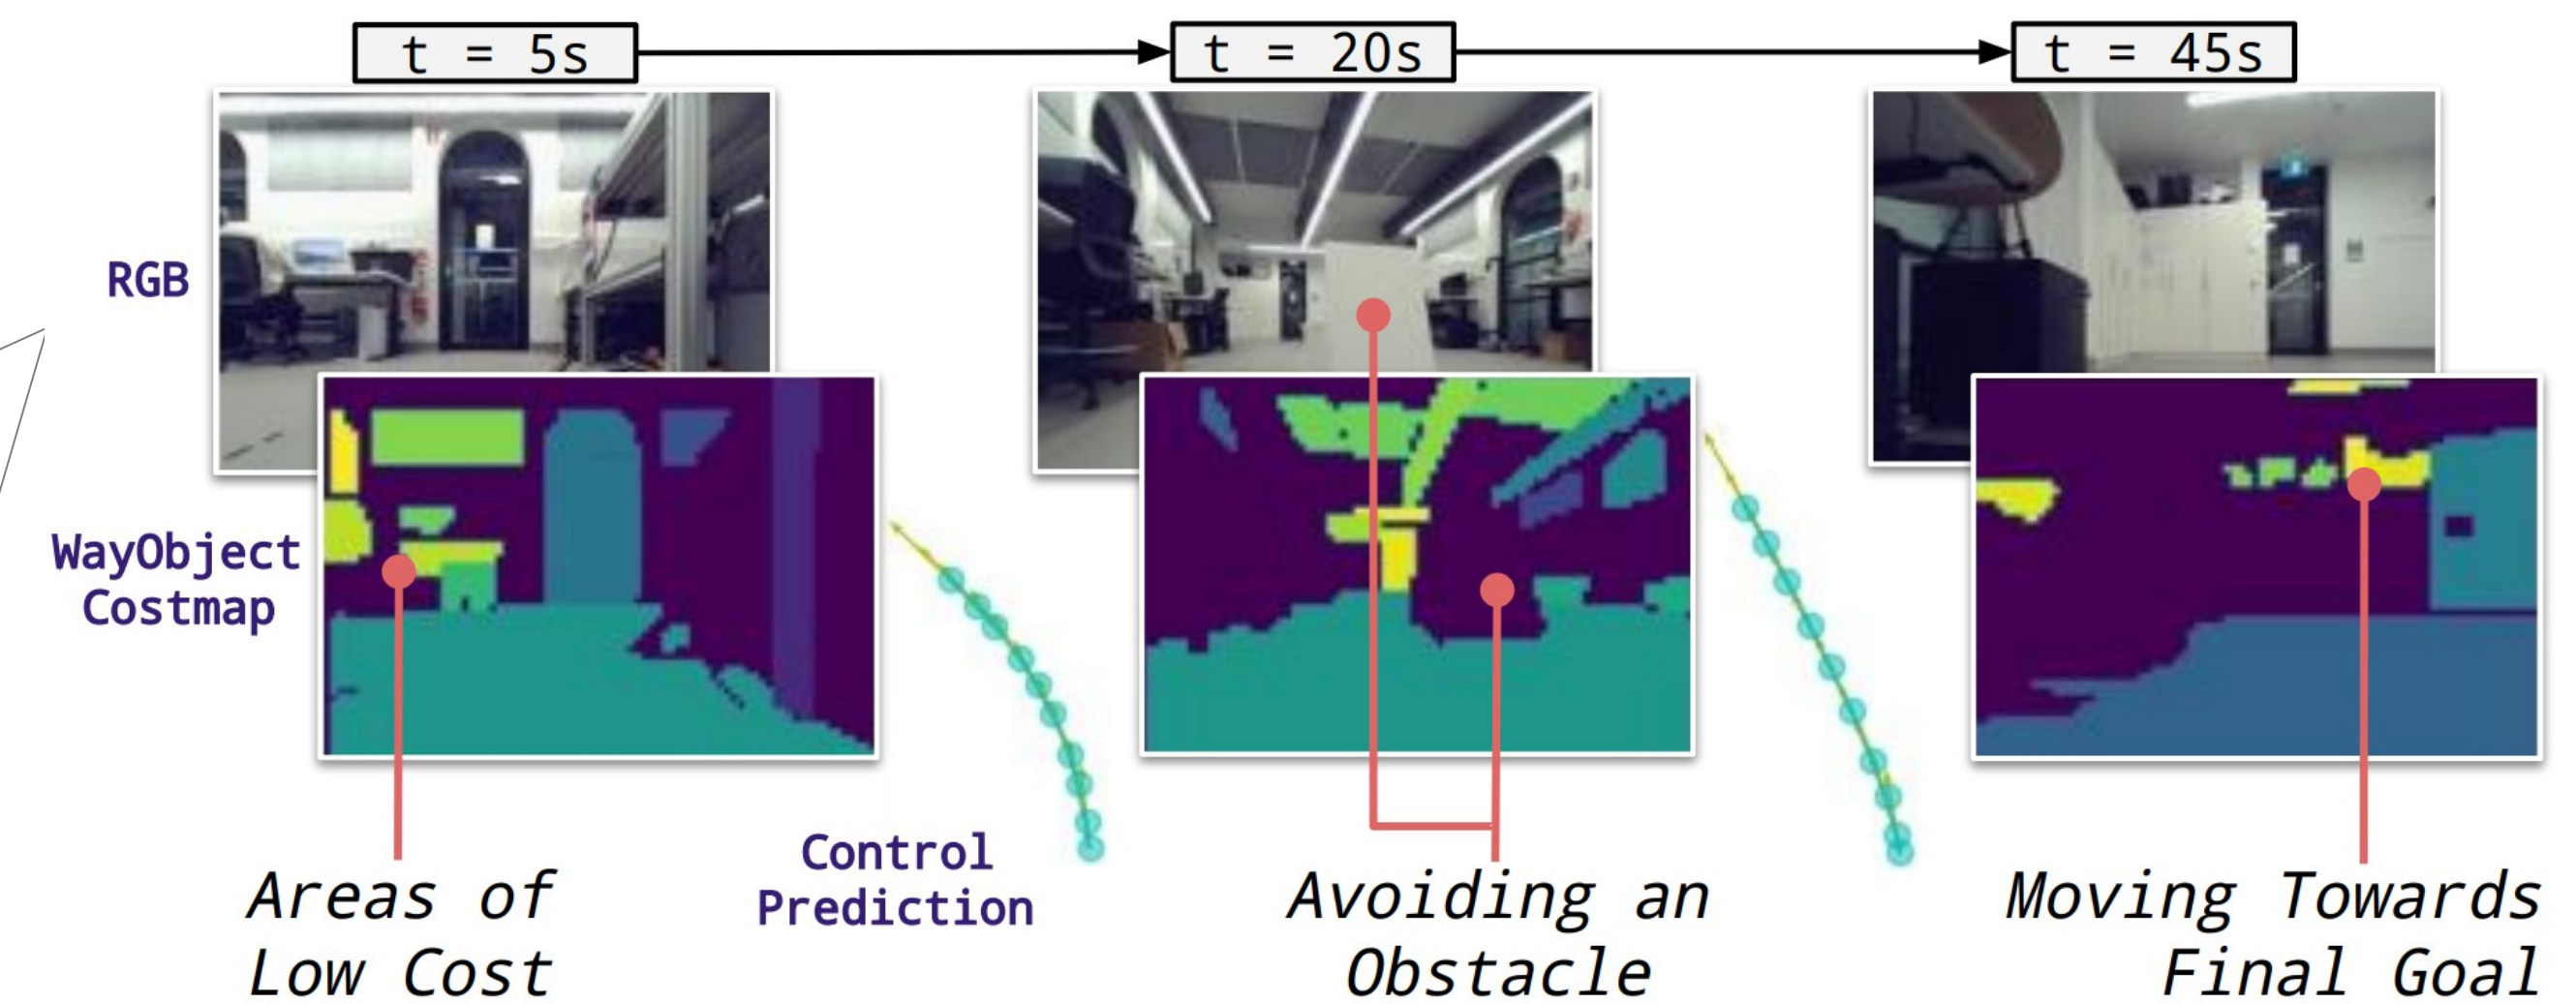 t = 5s
t = 20s
t = 45s
RGB
WayObject
Costmap
Control
Prediction
Areas of
Low Cost
Avoiding an
Obstacle
Moving Towards
Final Goal